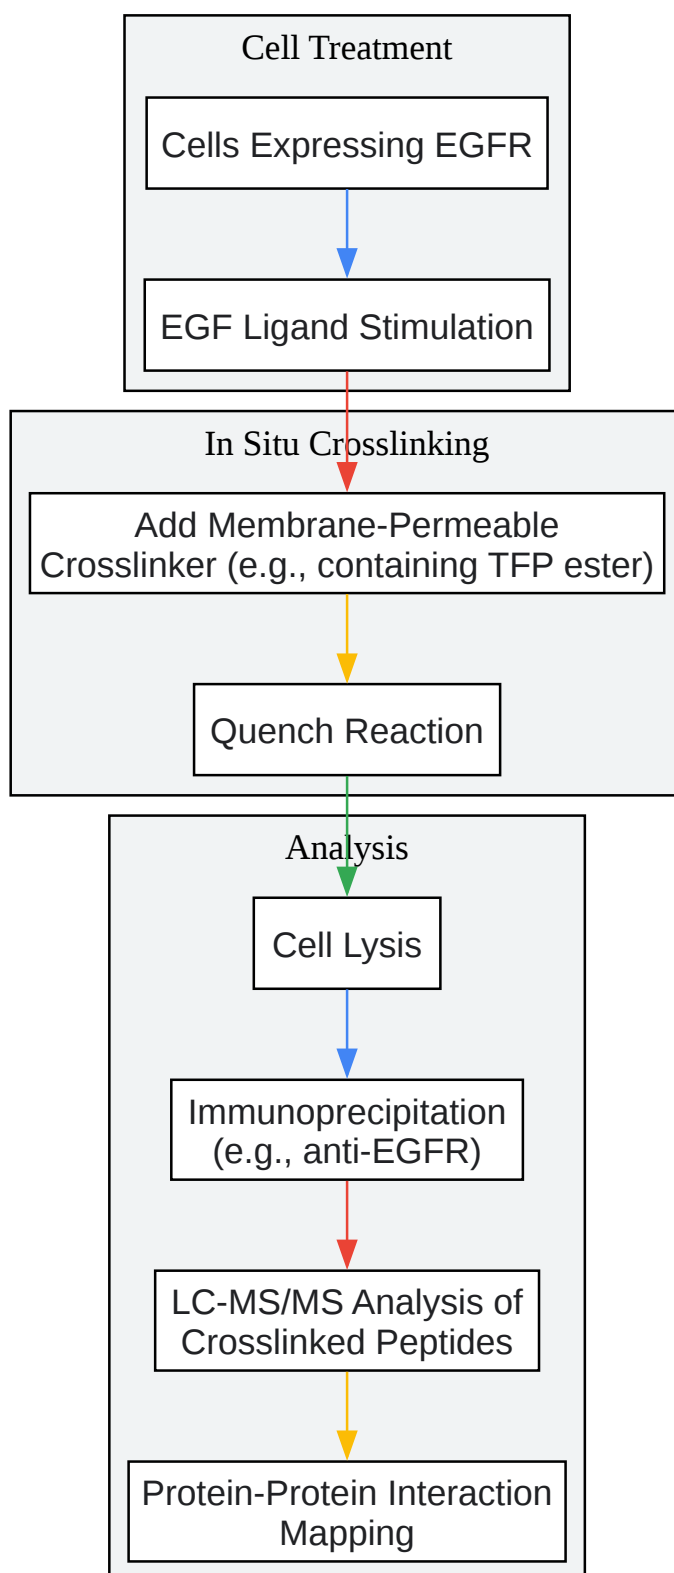 Cell Treatment
Cells Expressing EGFR
EGF Ligand Stimulation
In Situ Crosslinking
Add Membrane-Permeable
Crosslinker (e.g., containing TFP ester)
Quench Reaction
Analysis
Cell Lysis
Immunoprecipitation
(e.g., anti-EGFR)
LC-MS/MS Analysis of
Crosslinked Peptides
Protein-Protein Interaction
Mapping